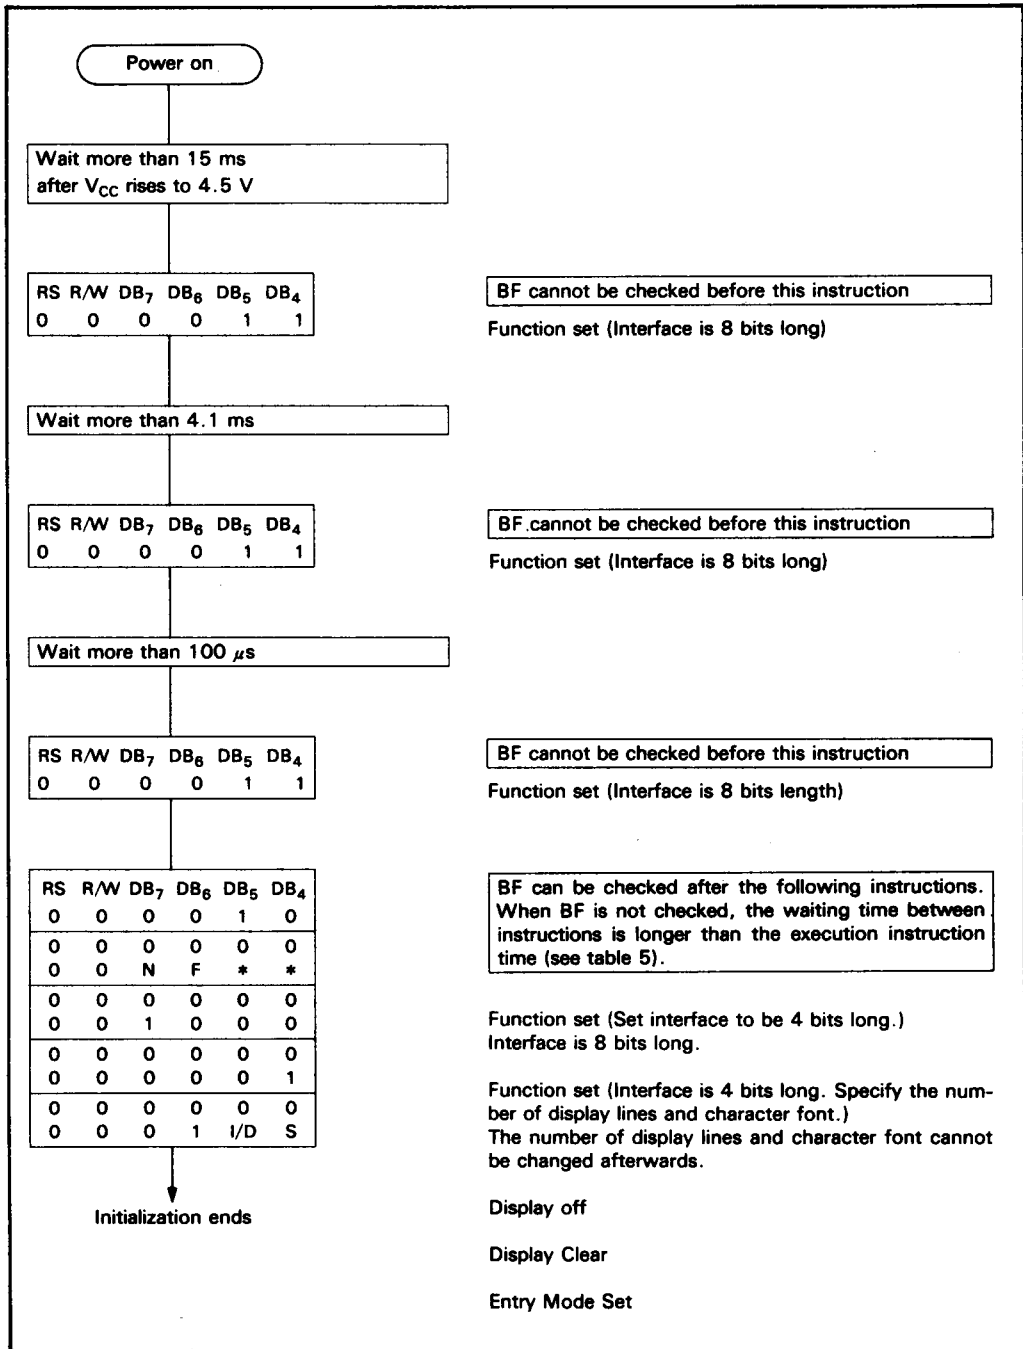 Power on
Wait more than 15 ms
after VCC rises to 4.5 V
RS R/W DB7 DB6 DB5 DB4
0 0 0 0 1 1
BF cannot be checked before this instruction
Function set (Interface is 8 bits long)
Wait more than 4.1 ms
RS R/W DB7 DB6 DB5 DB4
0 0 0 0 1 1
BF cannot be checked before this instruction
Function set (Interface is 8 bits long)
Wait more than 100 μs
RS R/W DB7 DB6 DB5 DB4
0 0 0 0 1 1
BF cannot be checked before this instruction
Function set (Interface is 8 bits length)
RS R/W DB7 DB6 DB5 DB4
0 0 0 0 1 0
0 0 0 0 0 0
0 0 N F * *
0 0 0 0 0 0
0 0 1 0 0 0
0 0 0 0 0 0
0 0 0 0 0 1
0 0 0 0 0 0
0 0 0 1 I/D S
Initialization ends
BF can be checked after the following instructions.
When BF is not checked, the waiting time between
instructions is longer than the execution instruction
time (see table 5).
Function set (Set interface to be 4 bits long.)
Interface is 8 bits long.
Function set (Interface is 4 bits long. Specify the num-
ber of display lines and character font.)
The number of display lines and character font cannot
be changed afterwards.
Display off
Display Clear
Entry Mode Set